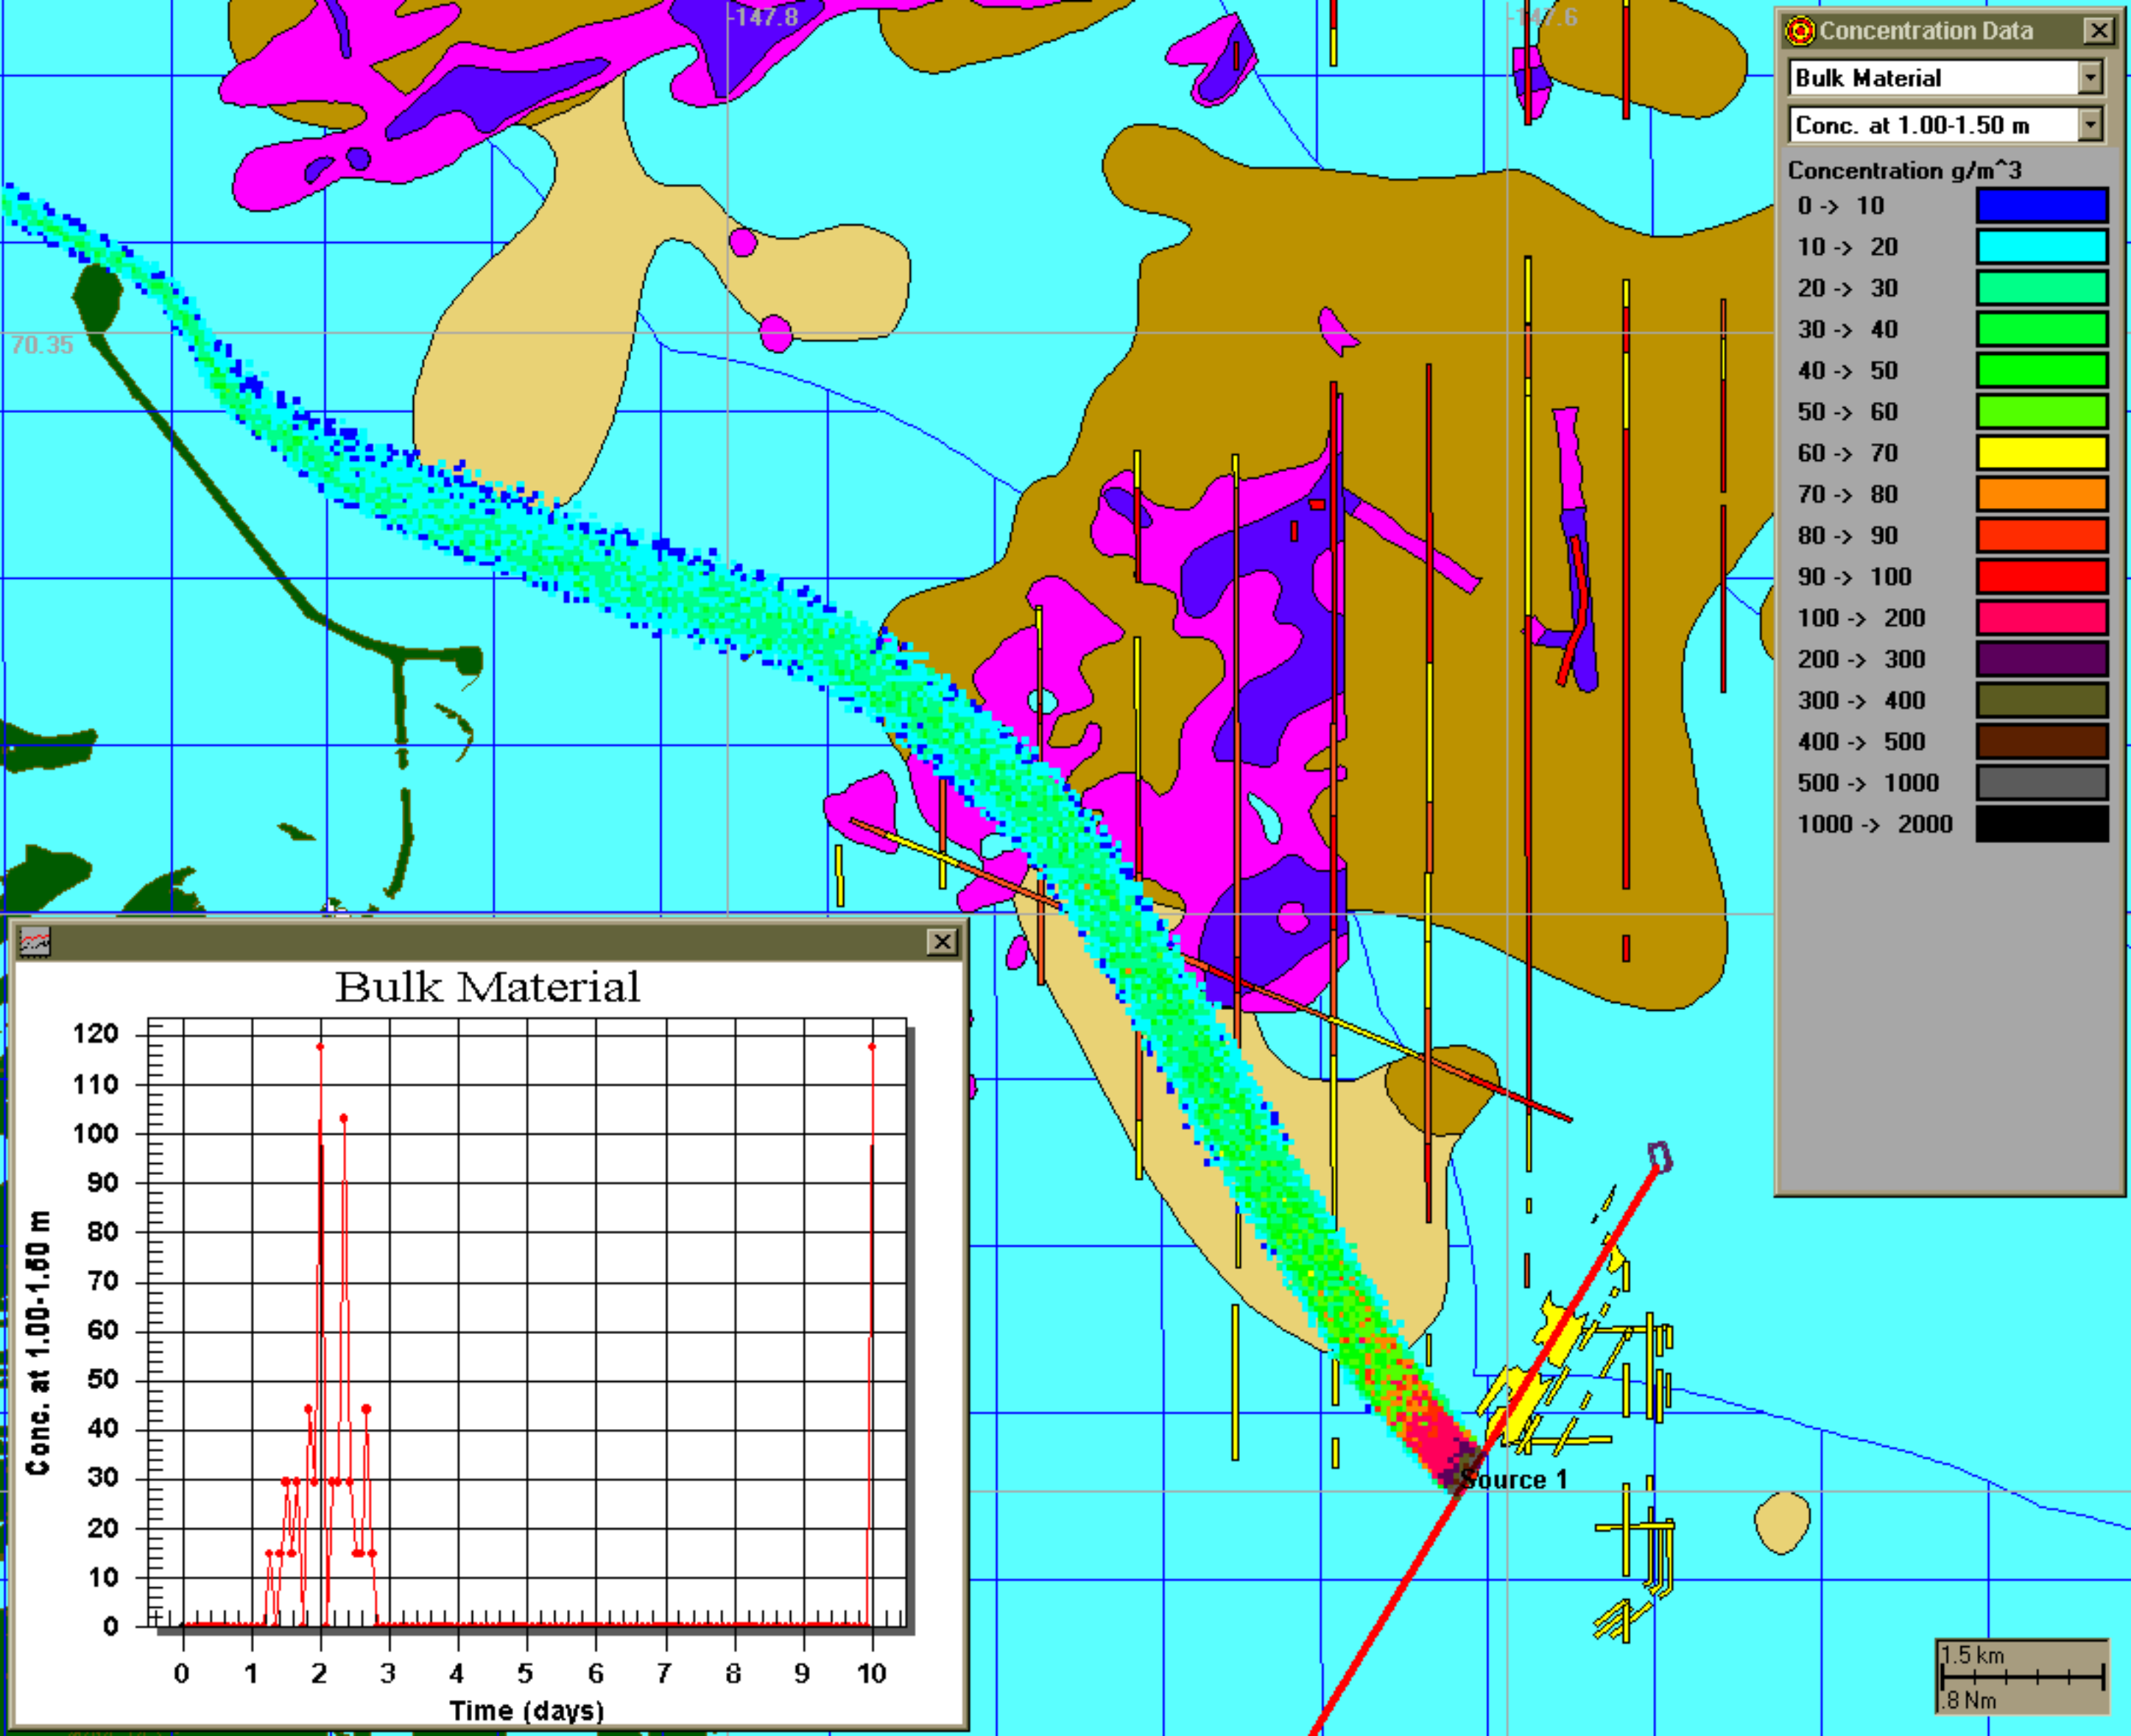 -147.8
-147.6
70.35
Concentration Data
Bulk Material
Conc. at 1.00-1.50 m
Concentration g/m^3
0 -> 10
10 -> 20
20 -> 30
30 -> 40
40 -> 50
50 -> 60
60 -> 70
70 -> 80
80 -> 90
90 -> 100
100 -> 200
200 -> 300
300 -> 400
400 -> 500
500 -> 1000
1000 -> 2000
Bulk Material
Conc. at 1.00-1.50 m
120
110
100
90
80
70
60
50
40
30
20
10
0
0 1 2 3 4 5 6 7 8 9 10
Time (days)
Source 1
1.5 km
.8 Nm